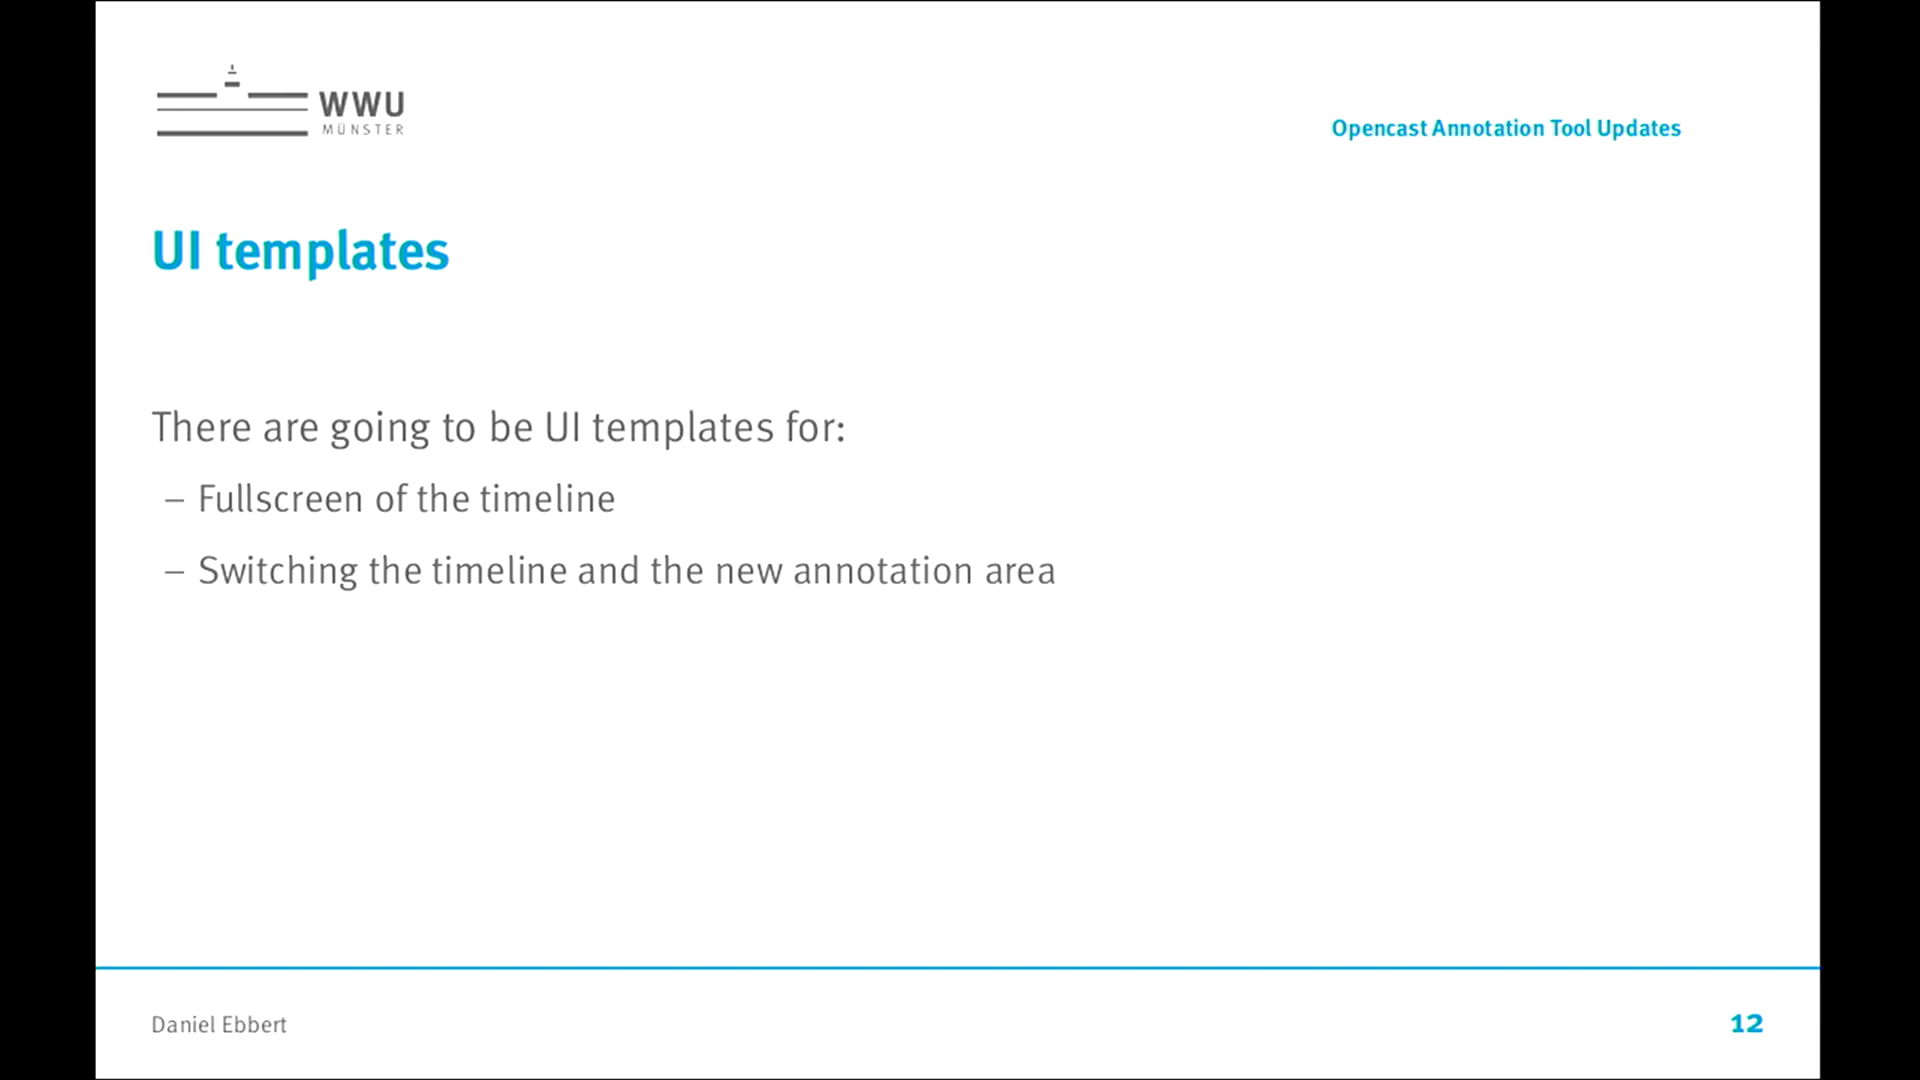 WWU
MÜNSTER
Opencast Annotation Tool Updates
UI templates
There are going to be UI templates for:
– Fullscreen of the timeline
– Switching the timeline and the new annotation area
Daniel Ebbert
12